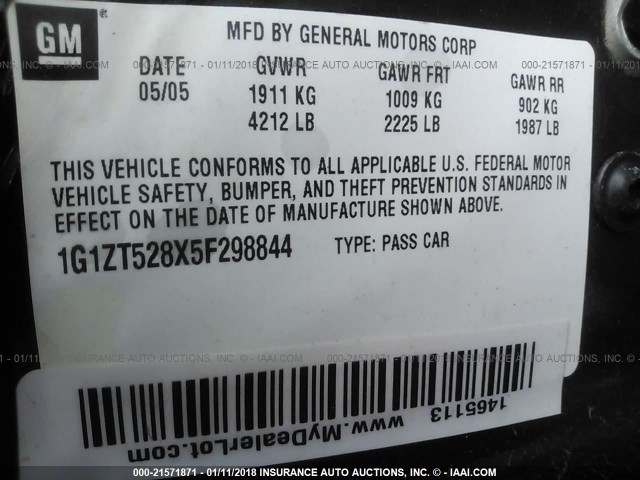 GM
MFD BY GENERAL MOTORS CORP
DATE GVWR GAWR FRT GAWR RR
05/05 1911 KG 1009 KG 902 KG
4212 LB 2225 LB 1987 LB
THIS VEHICLE CONFORMS TO ALL APPLICABLE U.S. FEDERAL MOTOR
VEHICLE SAFETY, BUMPER, AND THEFT PREVENTION STANDARDS IN
EFFECT ON THE DATE OF MANUFACTURE SHOWN ABOVE.
1G1ZT528X5F298844 TYPE: PASS CAR
1465113
www.MyDealerLot.com
000-21571871 - 01/11/2018 INSURANCE AUTO AUCTIONS, INC. - © IAAI.COM